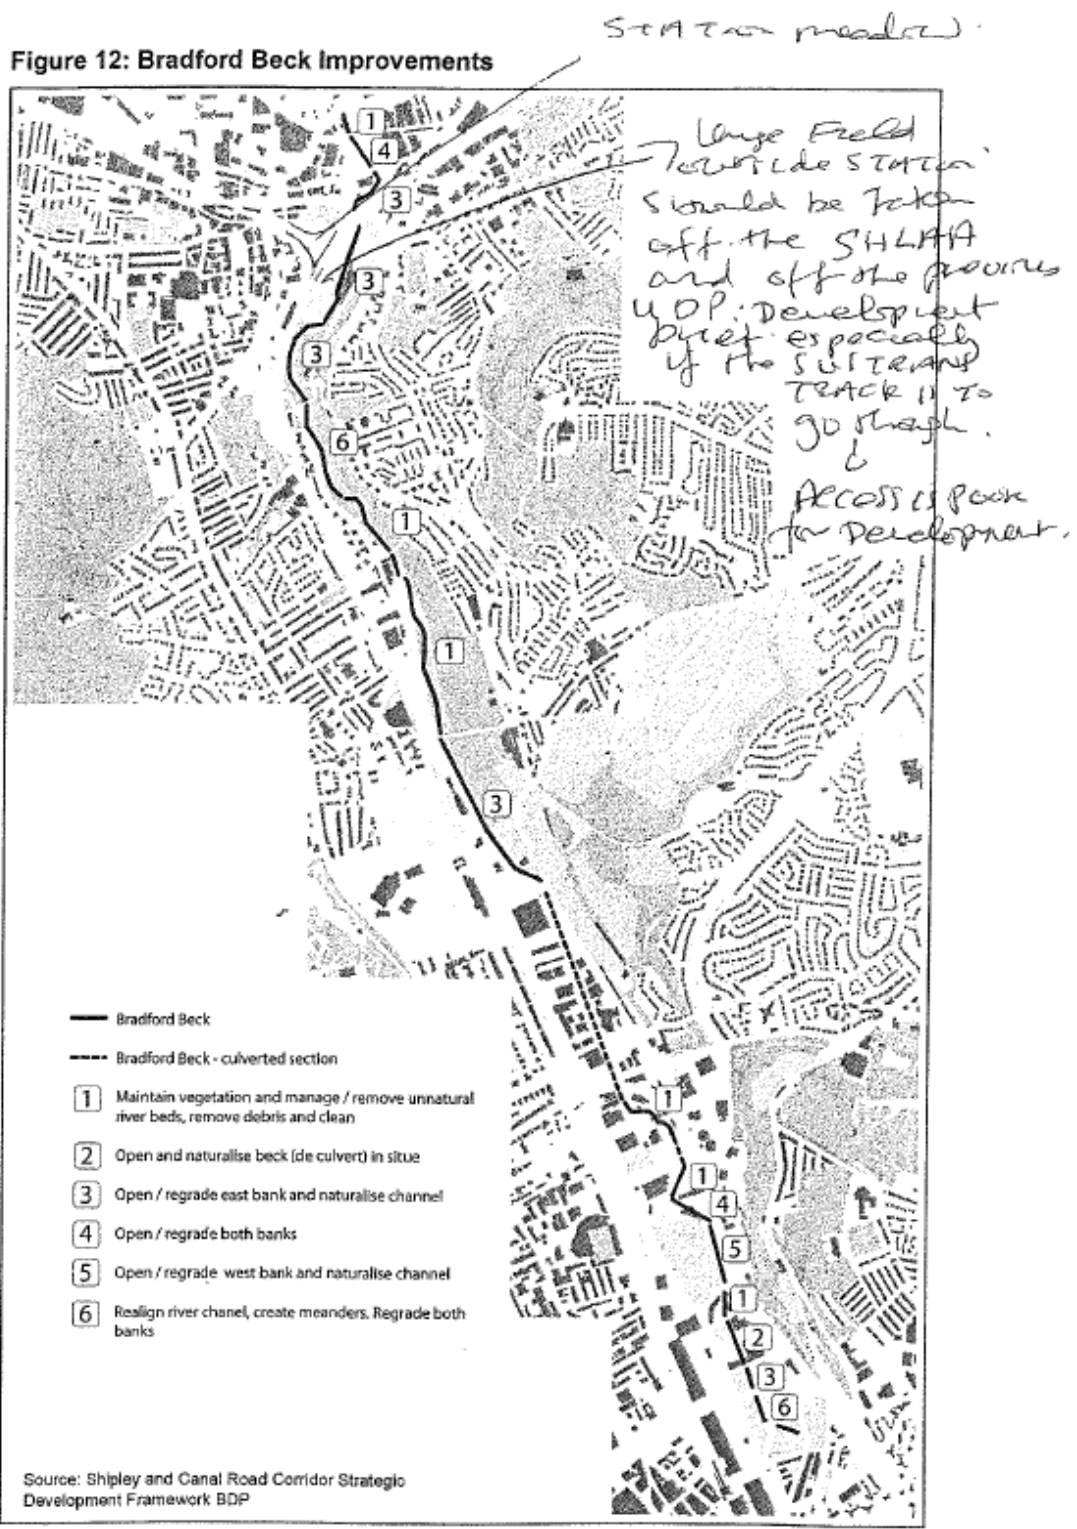 STATION meadow.
Figure 12: Bradford Beck Improvements
Large Field
outside STATION
should be taken
off the SHLAA
and off the previous
UDP. Development
Brief especially
if the SUSTRANS
TRACK IS TO
go though.
Access is poor
for Development.
1
4
3
3
3
6
1
1
3
1
1
4
5
1
2
3
6
Bradford Beck
Bradford Beck - culverted section
1 Maintain vegetation and manage / remove unnatural
river beds, remove debris and clean
2 Open and naturalise beck (de culvert) in situe
3 Open / regrade east bank and naturalise channel
4 Open / regrade both banks
5 Open / regrade west bank and naturalise channel
6 Realign river chanel, create meanders. Regrade both
banks
Source: Shipley and Canal Road Corridor Strategic
Development Framework BDP